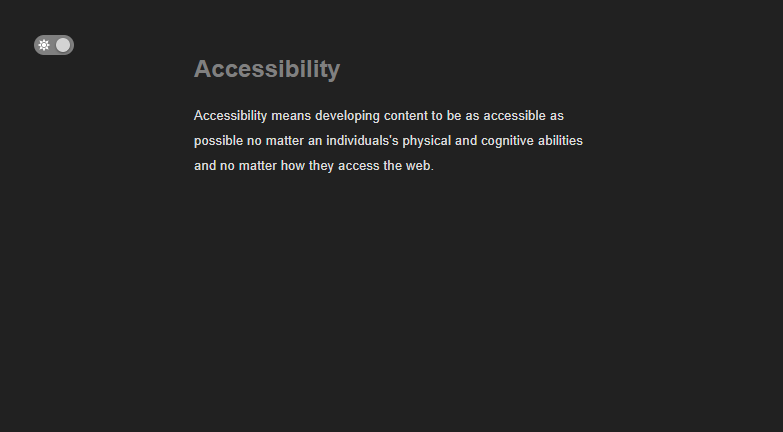 Accessibility
Accessibility means developing content to be as accessible as
possible no matter an individuals's physical and cognitive abilities
and no matter how they access the web.